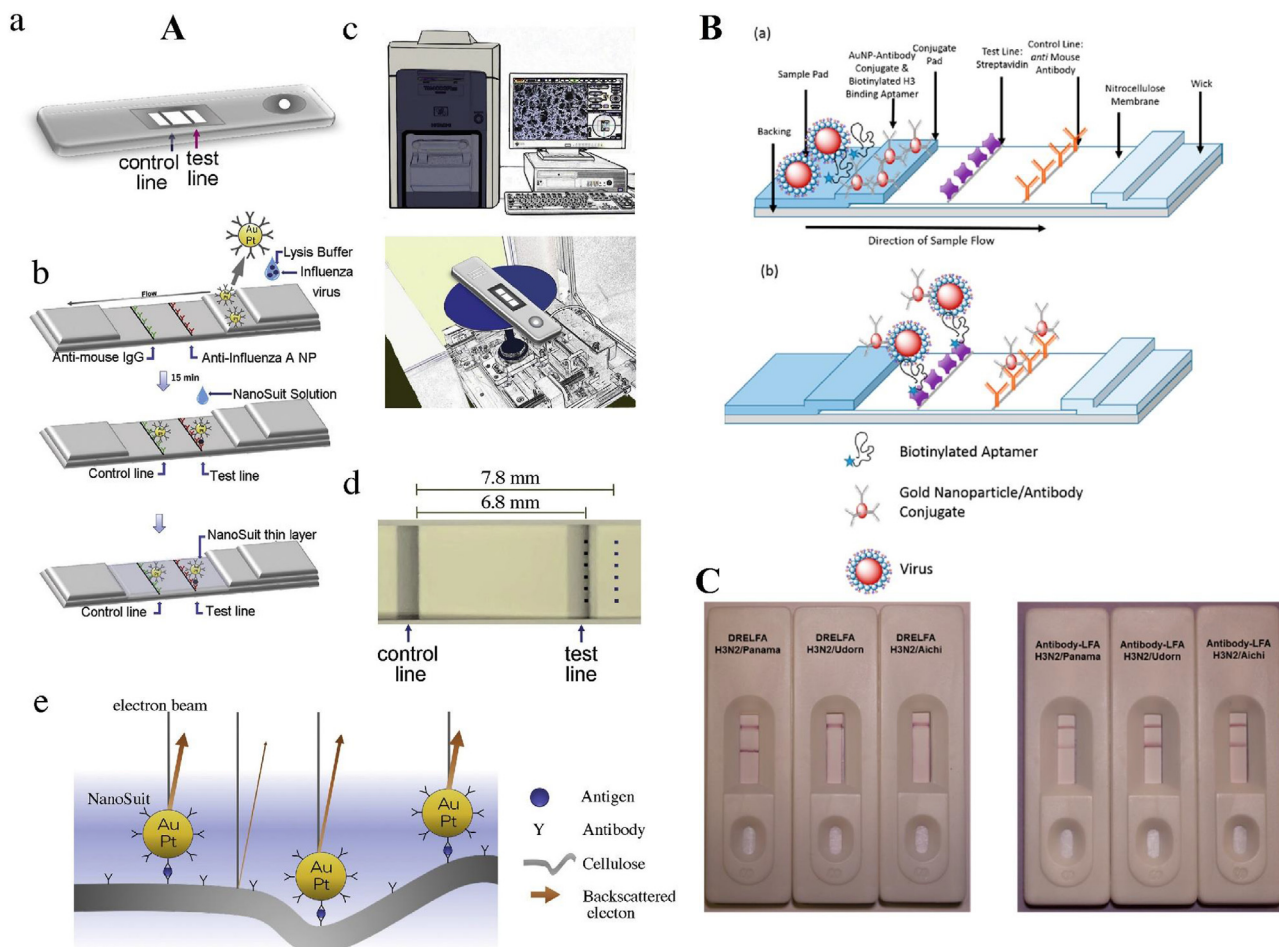 a
A
control
line
test
line
b
Au
Pt
Lysis Buffer
Influenza
virus
Flow
Anti-mouse IgG
Anti-Influenza A NP
15 min
NanoSuit Solution
Control line
Test line
NanoSuit thin layer
Control line
Test line
c
d
7.8 mm
6.8 mm
control
line
test
line
e
electron beam
NanoSuit
Au
Pt
Au
Pt
Au
Pt
Antigen
Y
Antibody
Cellulose
Backscattered
electon
B
(a)
Backing
Sample Pad
AuNP-Antibody
Conjugate &
Biotinylated H3
Binding Aptamer
Conjugate
Pad
Test Line:
Streptavidin
Control Line:
anti Mouse
Antibody
Nitrocellulose
Membrane
Wick
Direction of Sample Flow
(b)
Biotinylated Aptamer
Gold Nanoparticle/Antibody
Conjugate
Virus
C
DRELFA
H3N2/Panama
DRELFA
H3N2/Udorn
DRELFA
H3N2/Aichi
Antibody-LFA
H3N2/Panama
Antibody-LFA
H3N2/Udorn
Antibody-LFA
H3N2/Aichi